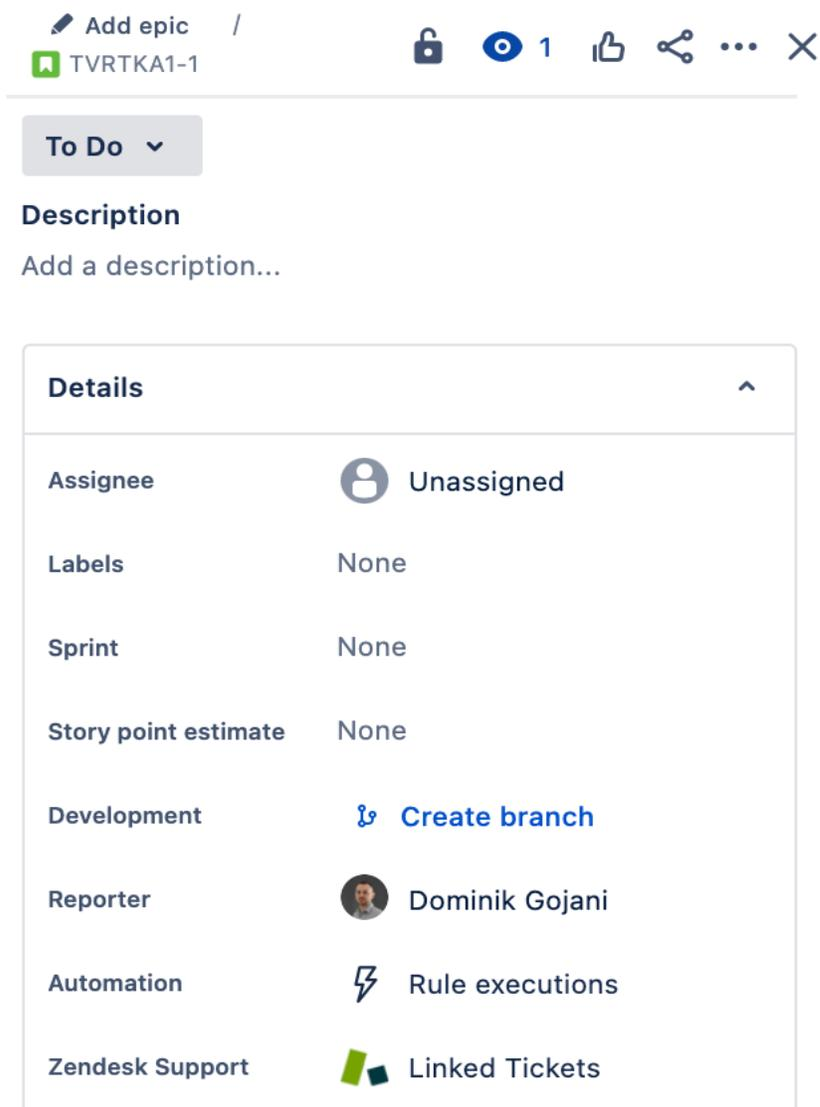 Add epic /
TVRTKA1-1
1
To Do
Description
Add a description...
Details
Assignee Unassigned
Labels None
Sprint None
Story point estimate None
Development Create branch
Reporter Dominik Gojani
Automation Rule executions
Zendesk Support Linked Tickets